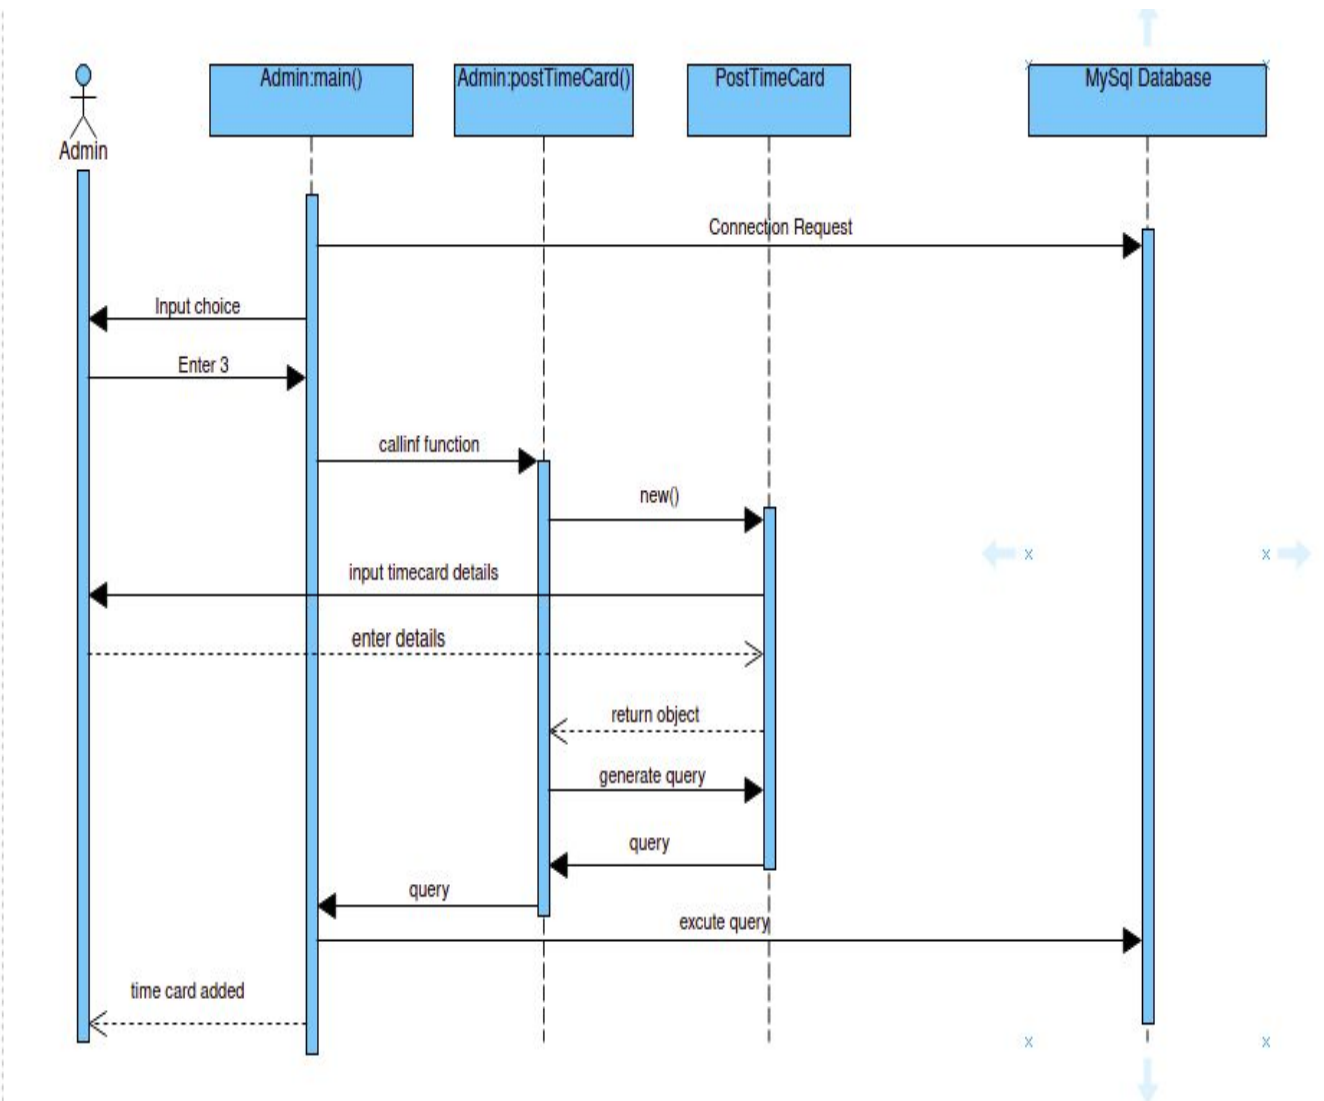 Admin:main()
Admin:postTimeCard()
PostTimeCard
MySql Database
Admin
Connection Request
Input choice
Enter 3
callinf function
new()
input timecard details
enter details
return object
generate query
query
query
excute query
time card added